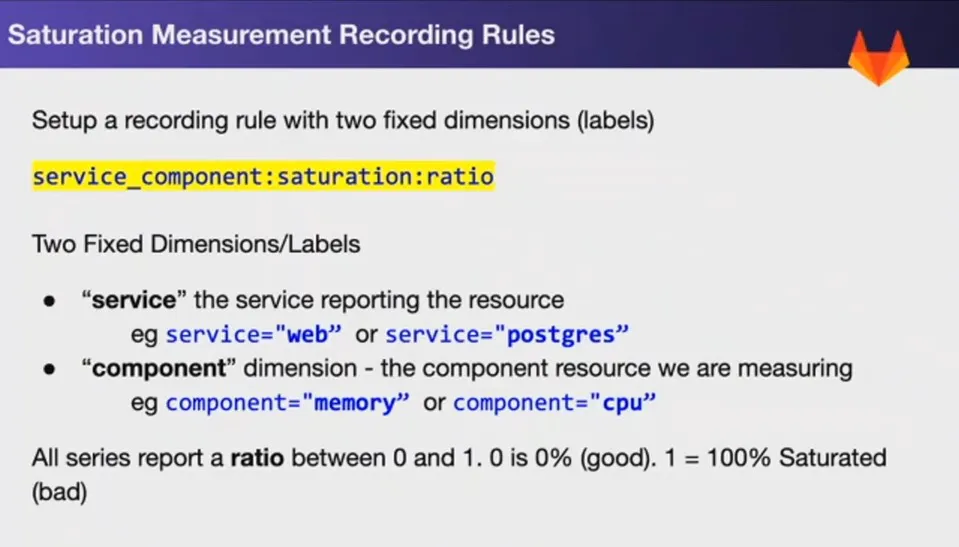 Saturation Measurement Recording Rules
Setup a recording rule with two fixed dimensions (labels)
service_component:saturation:ratio
Two Fixed Dimensions/Labels
● “service” the service reporting the resource
eg service="web” or service="postgres”
● “component” dimension - the component resource we are measuring
eg component="memory” or component="cpu”
All series report a ratio between 0 and 1. 0 is 0% (good). 1 = 100% Saturated
(bad)